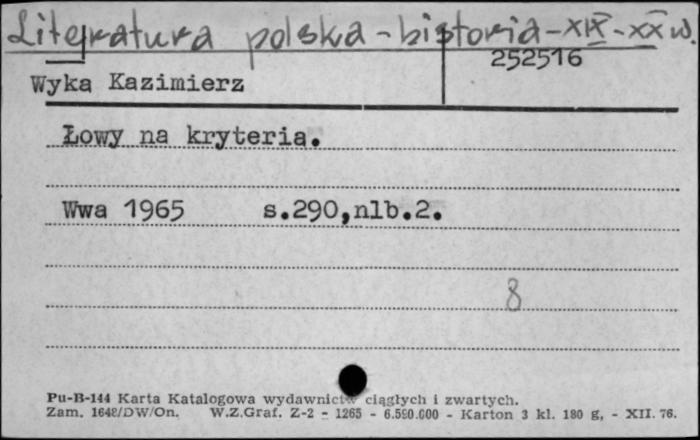 Literatura polska - historia - XIX - XX w.
252516
Wyka Kazimierz
Łowy na kryteria.
Wwa 1965 s.290,nlb.2.
8
Pu-B-144 Karta Katalogowa wydawnictw ciągłych i zwartych.
Zam. 1648/DW/On. W.Z.Graf. Z-2 - 1265 - 6.550.000 - Karton 3 kl. 180 g, - XII. 76.